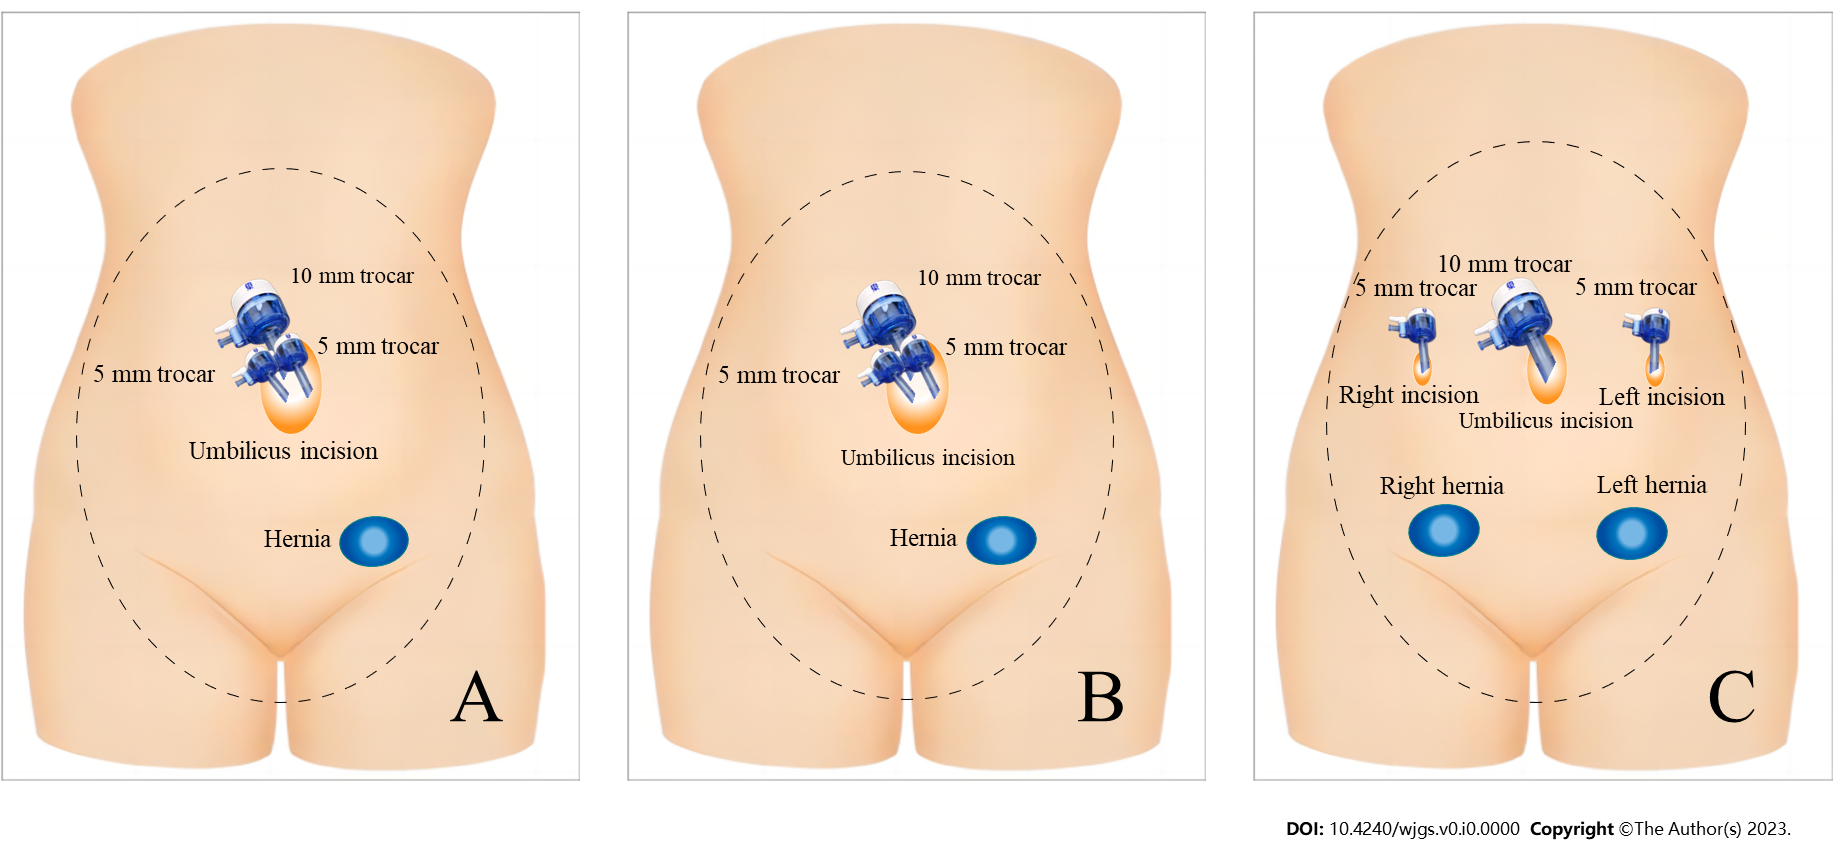 10 mm trocar
5 mm trocar
5 mm trocar
Umbilicus incision
Hernia
A
10 mm trocar
5 mm trocar
5 mm trocar
Umbilicus incision
Hernia
B
10 mm trocar
5 mm trocar
5 mm trocar
Right incision
Left incision
Umbilicus incision
Right hernia
Left hernia
C
DOI: 10.4240/wjgs.v0.i0.0000 Copyright ©The Author(s) 2023.